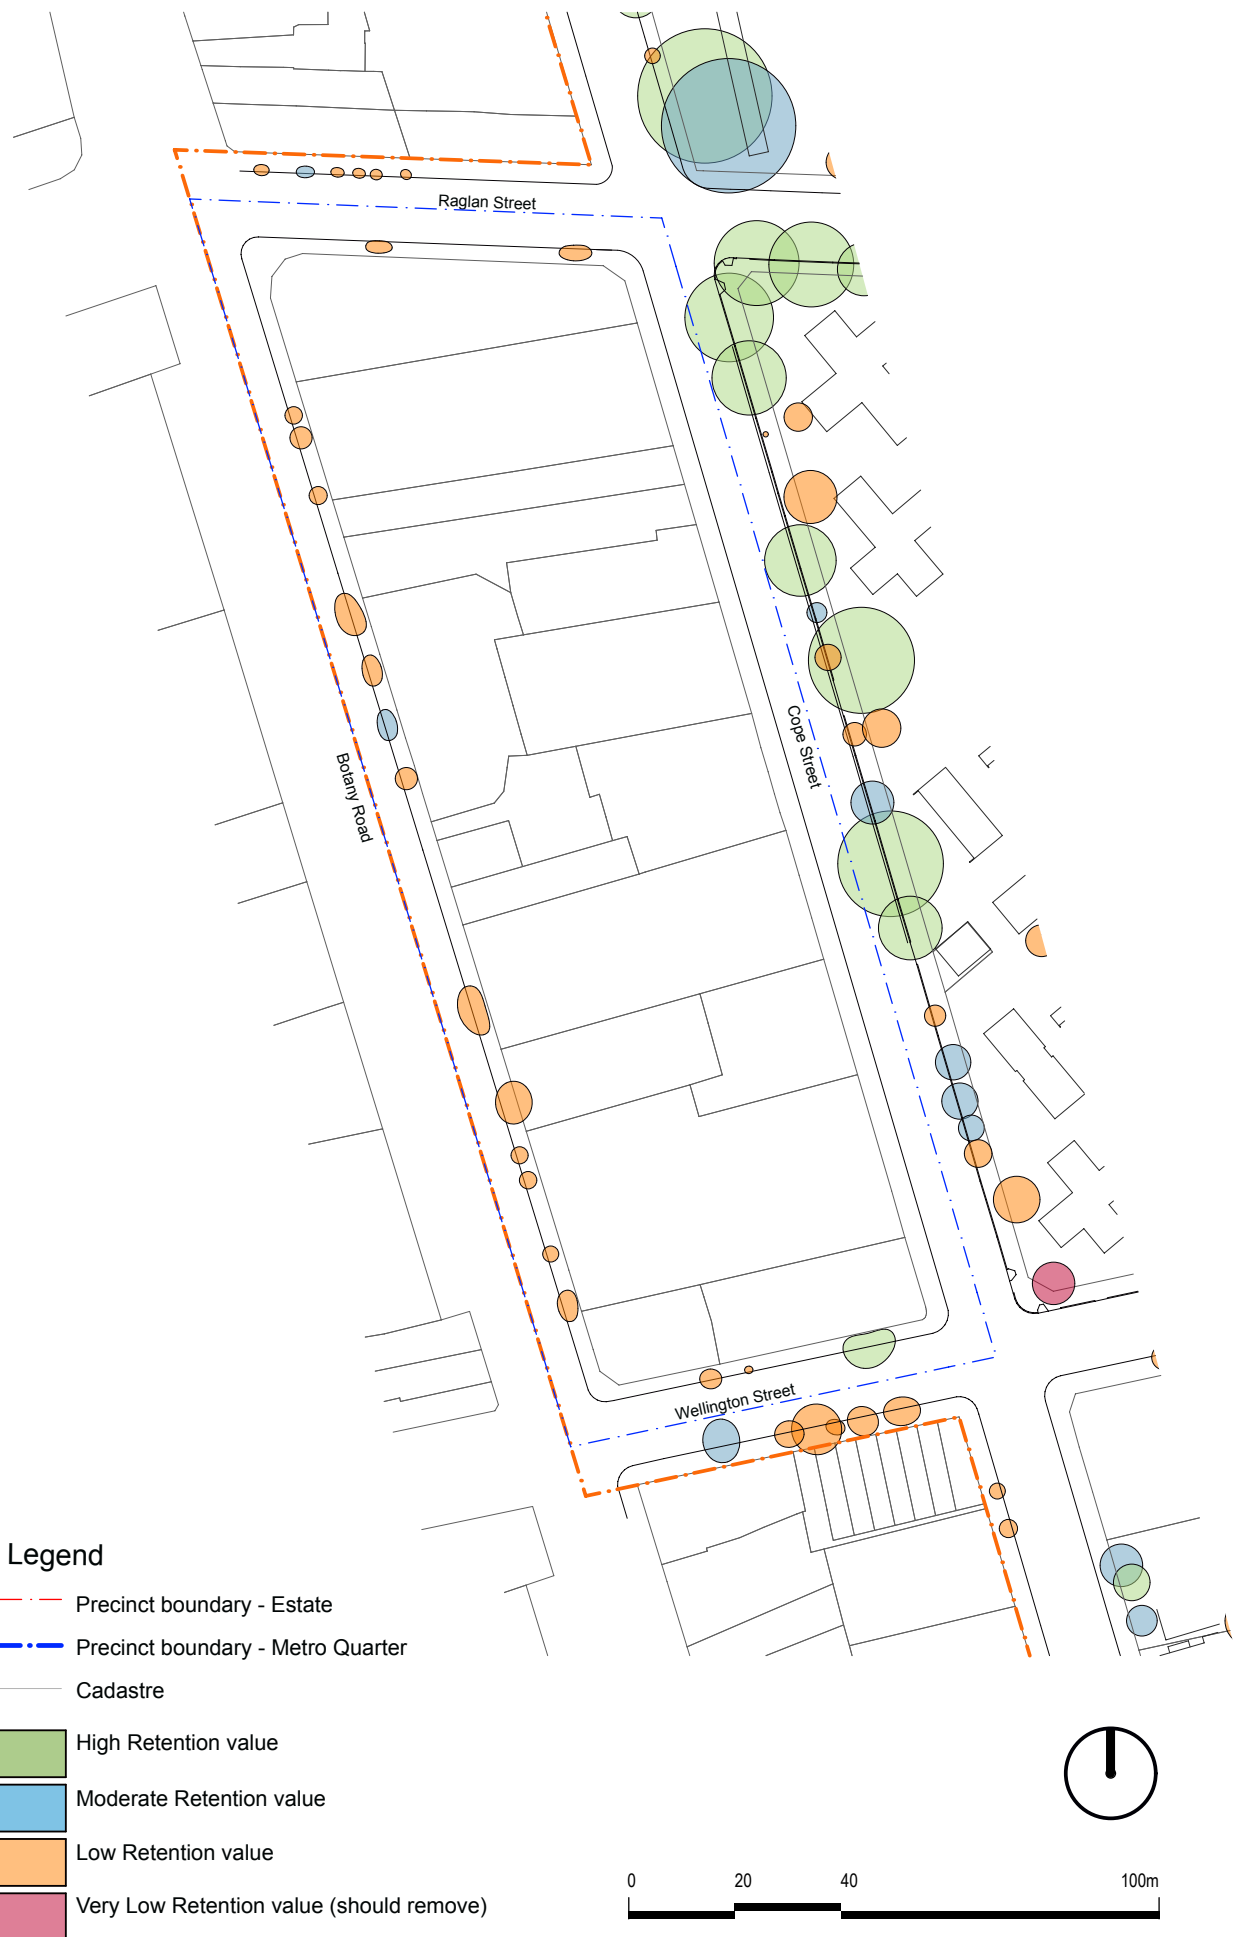 Raglan Street
Cope Street
Botany Road
Wellington Street
Legend
Precinct boundary - Estate
Precinct boundary - Metro Quarter
Cadastre
High Retention value
Moderate Retention value
Low Retention value
Very Low Retention value (should remove)
0 20 40 100m